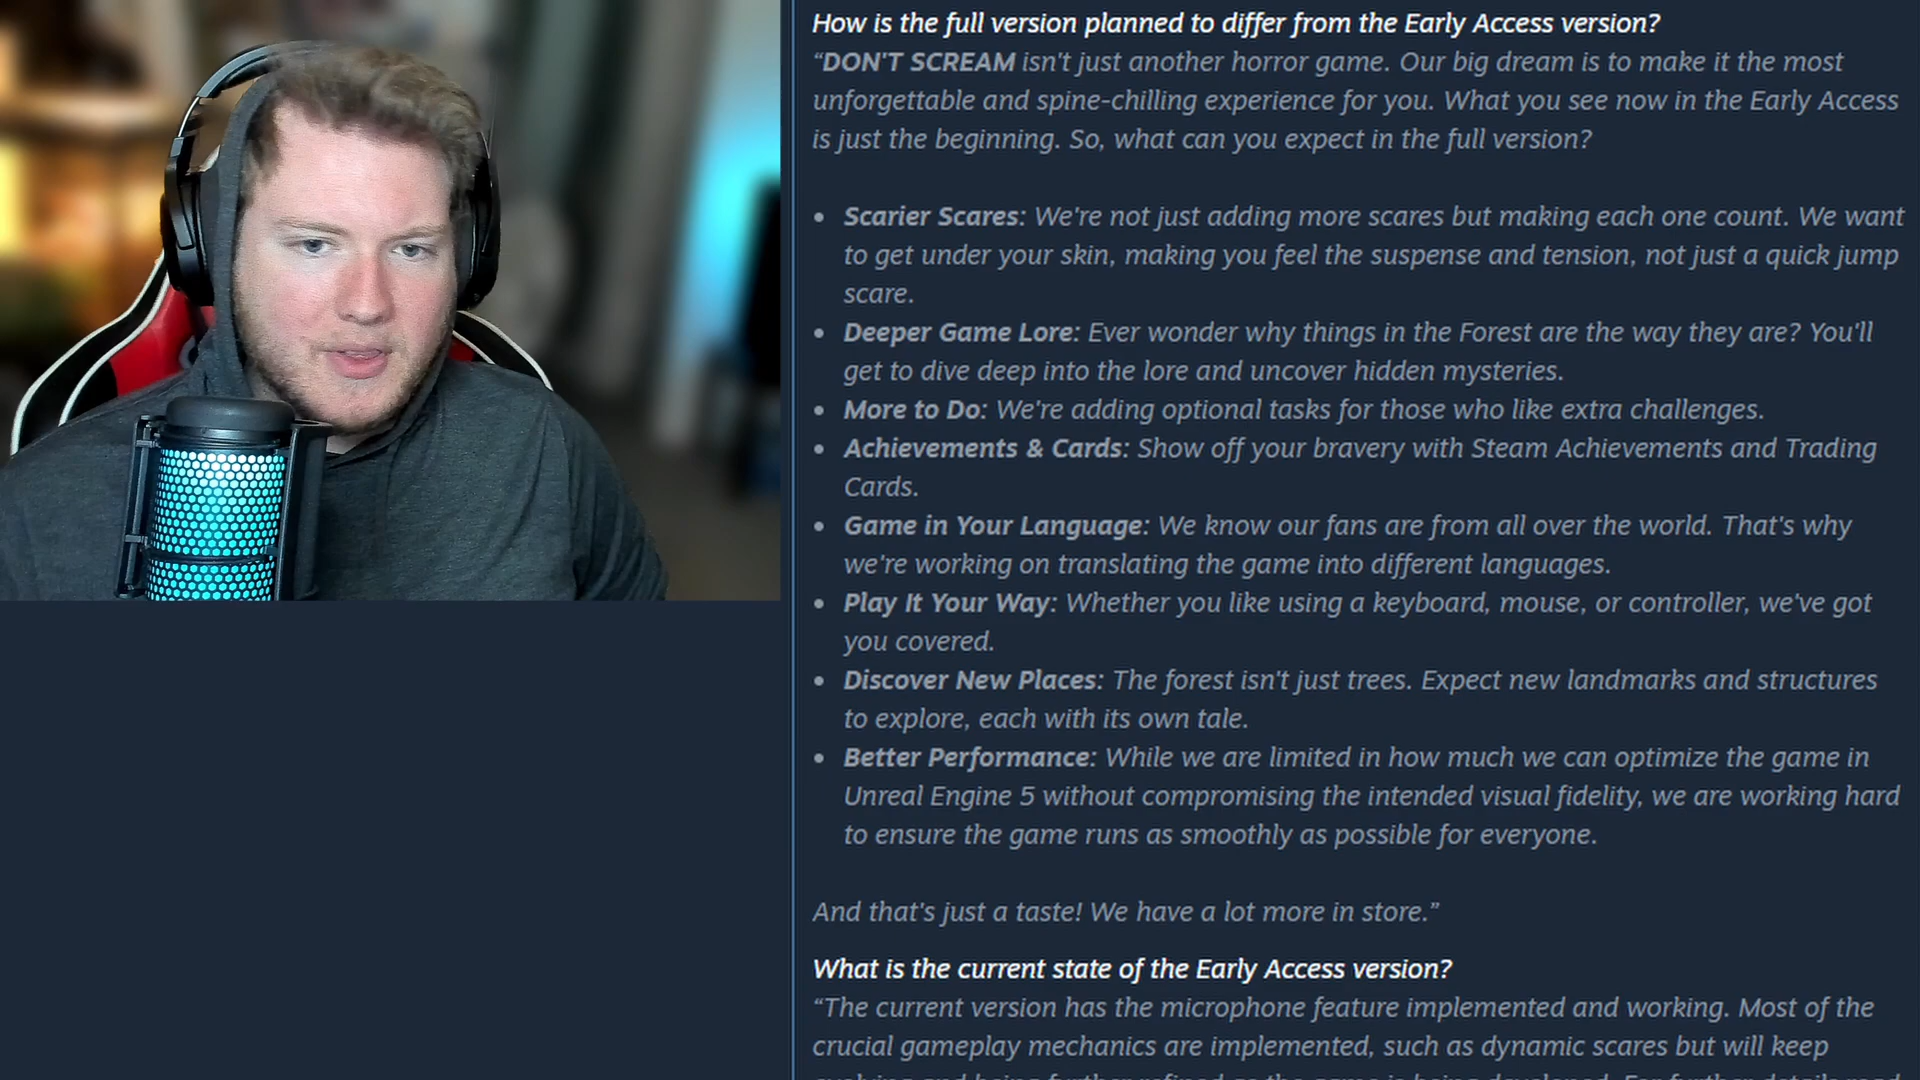 How is the full version planned to differ from the Early Access version?
“DON'T SCREAM isn't just another horror game. Our big dream is to make it the most
unforgettable and spine-chilling experience for you. What you see now in the Early Access
is just the beginning. So, what can you expect in the full version?
• Scarier Scares: We're not just adding more scares but making each one count. We want
to get under your skin, making you feel the suspense and tension, not just a quick jump
scare.
• Deeper Game Lore: Ever wonder why things in the Forest are the way they are? You'll
get to dive deep into the lore and uncover hidden mysteries.
• More to Do: We're adding optional tasks for those who like extra challenges.
• Achievements & Cards: Show off your bravery with Steam Achievements and Trading
Cards.
• Game in Your Language: We know our fans are from all over the world. That's why
we're working on translating the game into different languages.
• Play It Your Way: Whether you like using a keyboard, mouse, or controller, we've got
you covered.
• Discover New Places: The forest isn't just trees. Expect new landmarks and structures
to explore, each with its own tale.
• Better Performance: While we are limited in how much we can optimize the game in
Unreal Engine 5 without compromising the intended visual fidelity, we are working hard
to ensure the game runs as smoothly as possible for everyone.
And that's just a taste! We have a lot more in store.”
What is the current state of the Early Access version?
“The current version has the microphone feature implemented and working. Most of the
crucial gameplay mechanics are implemented, such as dynamic scares but will keep